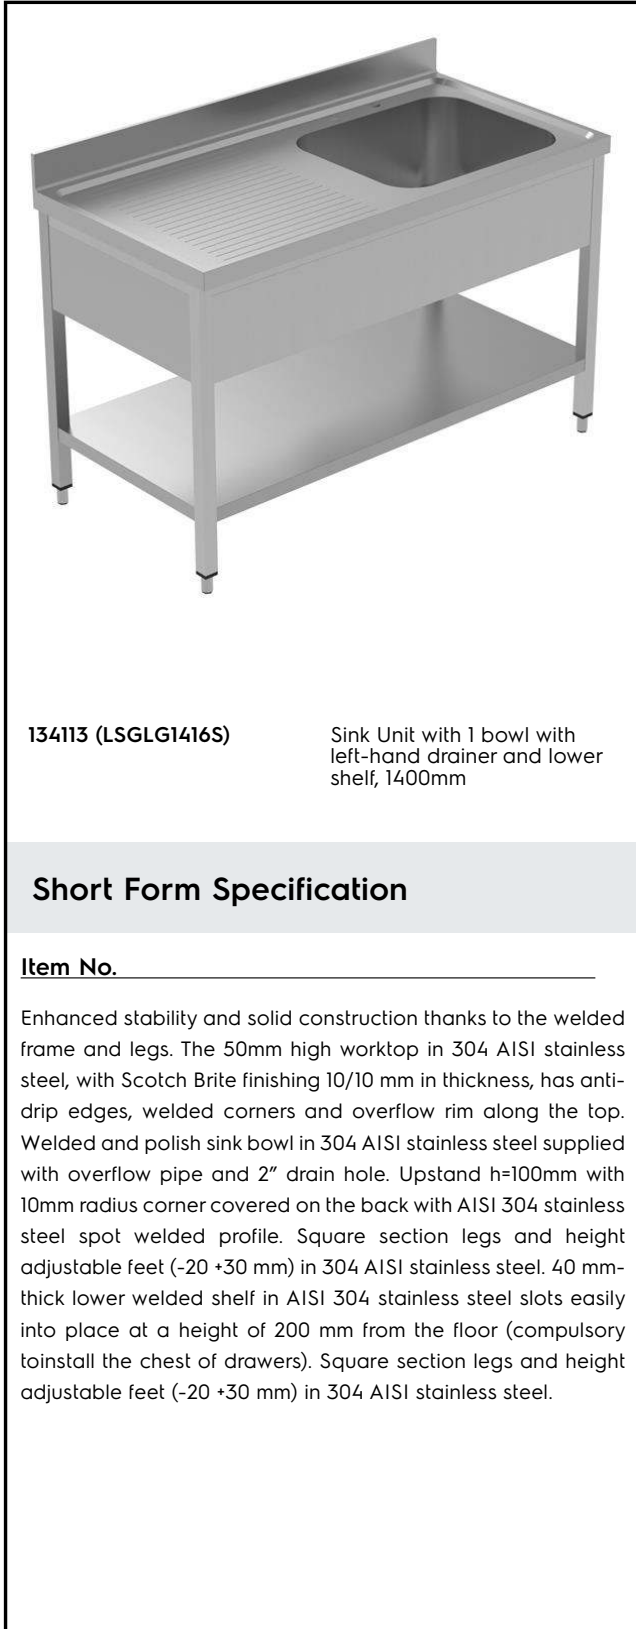 134113 (LSGLG1416S)
Sink Unit with 1 bowl with
left-hand drainer and lower
shelf, 1400mm
Short Form Specification
Item No.
Enhanced stability and solid construction thanks to the welded
frame and legs. The 50mm high worktop in 304 AISI stainless
steel, with Scotch Brite finishing 10/10 mm in thickness, has anti-
drip edges, welded corners and overflow rim along the top.
Welded and polish sink bowl in 304 AISI stainless steel supplied
with overflow pipe and 2″ drain hole. Upstand h=100mm with
10mm radius corner covered on the back with AISI 304 stainless
steel spot welded profile. Square section legs and height
adjustable feet (-20 +30 mm) in 304 AISI stainless steel. 40 mm-
thick lower welded shelf in AISI 304 stainless steel slots easily
into place at a height of 200 mm from the floor (compulsory
toinstall the chest of drawers). Square section legs and height
adjustable feet (-20 +30 mm) in 304 AISI stainless steel.